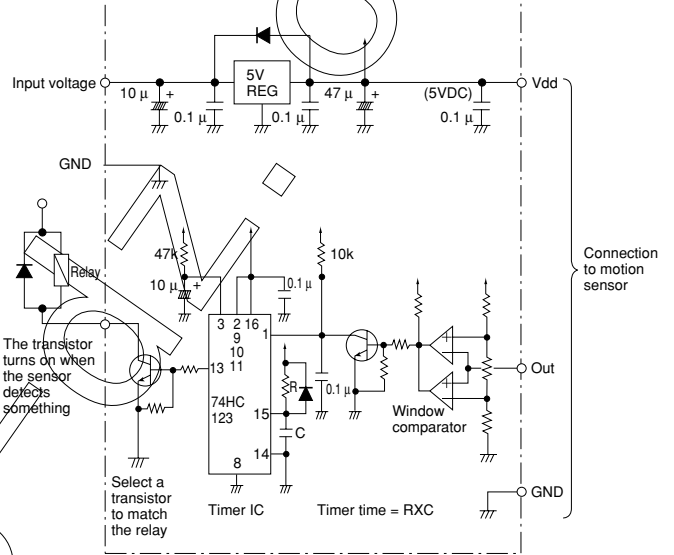 Input voltage
10 µ +
0.1 µ
5V
REG
0.1 µ
47 µ +
(5VDC)
0.1 µ
Vdd
GND
47k
10k
Relay
10 µ +
0.1 µ
Connection
to motion
sensor
3 2 16
9
10
11
1
13
The transistor
turns on when
the sensor
detects
something
74HC
123
R
0.1 µ
15
C
14
8
+
-
+
-
Out
Window
comparator
GND
Select a
transistor
to match
the relay
Timer IC
Timer time = RXC